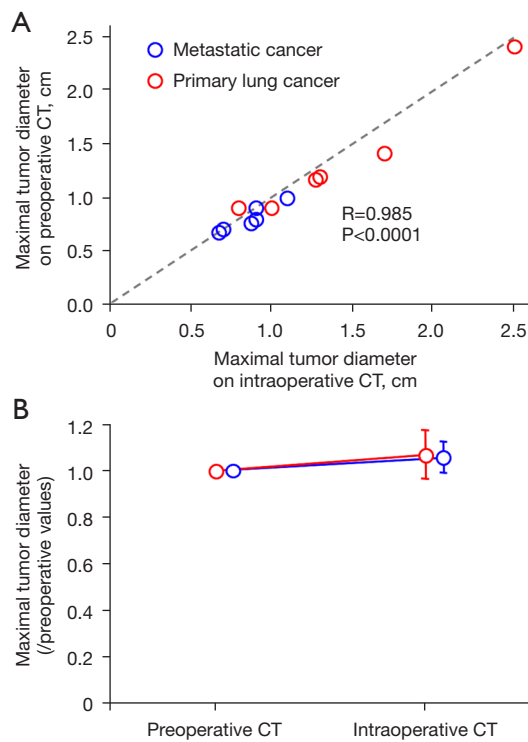 A
Maximal tumor diameter
on preoperative CT, cm
2.5
2.0
1.5
1.0
0.5
0.0
Metastatic cancer
Primary lung cancer
R=0.985
P<0.0001
0 0.5 1.0 1.5 2.0 2.5
Maximal tumor diameter
on intraoperative CT, cm
B
Maximal tumor diameter
(/preoperative values)
1.2
1.0
0.8
0.6
0.4
0.2
0
Preoperative CT Intraoperative CT